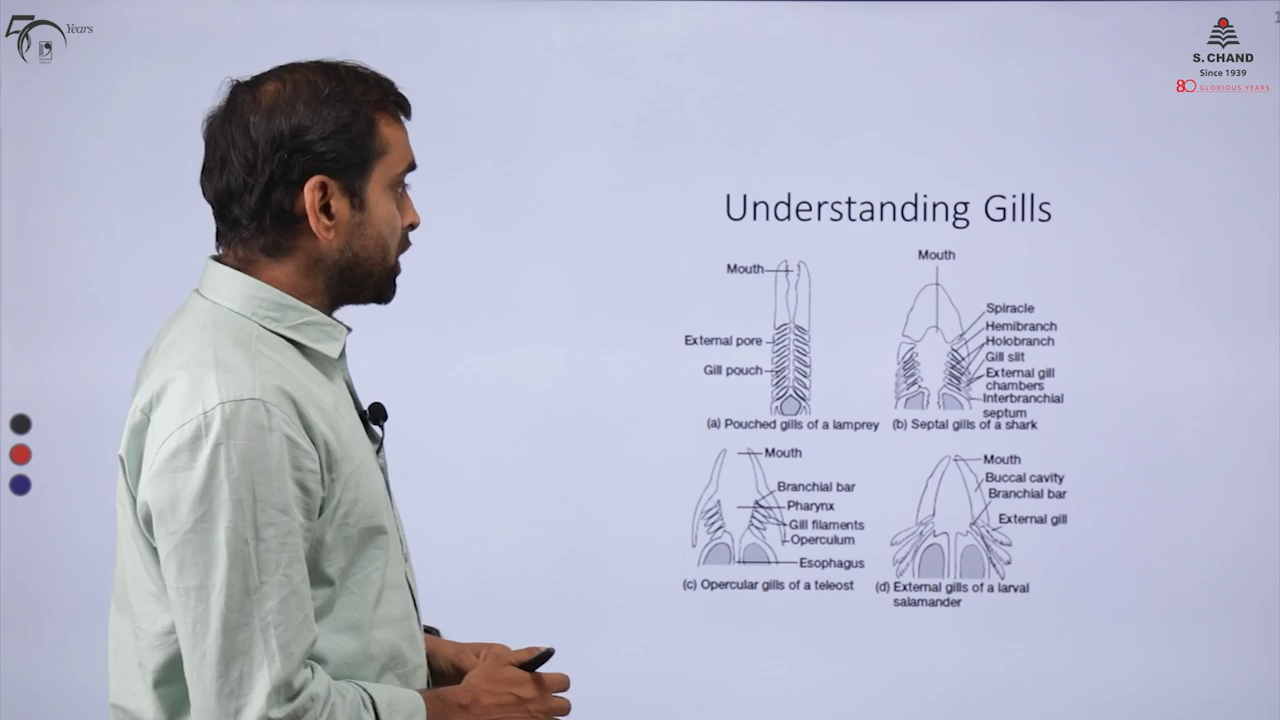 50 Years
S. CHAND
Since 1939
80 GLORIOUS YEARS
Understanding Gills
Mouth
External pore
Gill pouch
(a) Pouched gills of a lamprey
Mouth
Spiracle
Hemibranch
Holobranch
Gill slit
External gill
chambers
Interbranchial
septum
(b) Septal gills of a shark
Mouth
Branchial bar
Pharynx
Gill filaments
Operculum
Esophagus
(c) Opercular gills of a teleost
Mouth
Buccal cavity
Branchial bar
External gill
(d) External gills of a larval
salamander